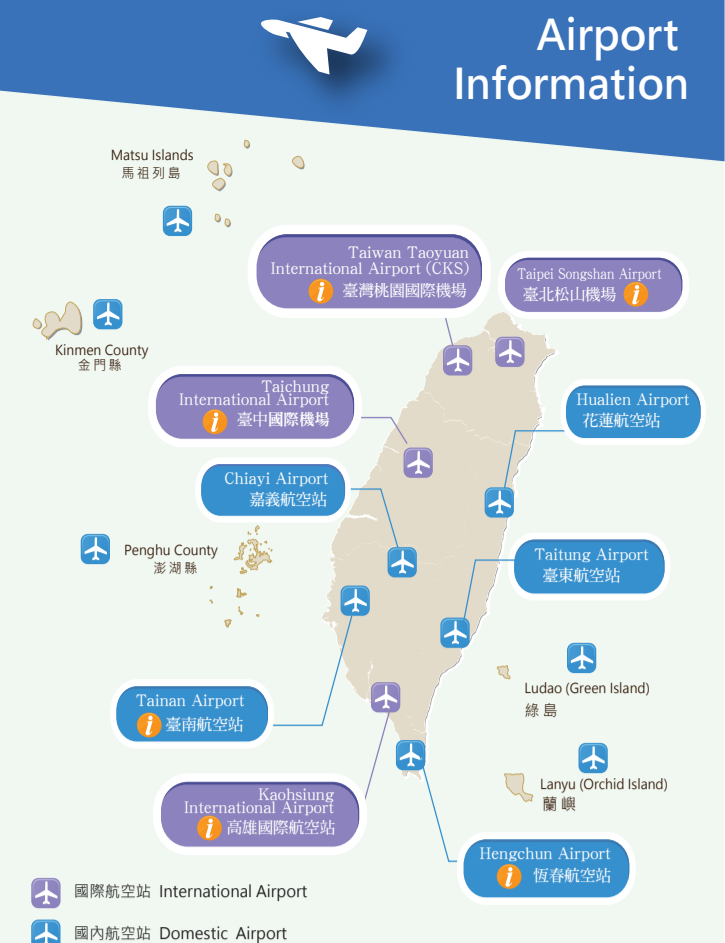 Airport
Information
Matsu Islands
馬祖列島
Taiwan Taoyuan
International Airport (CKS)
i 臺灣桃園國際機場
Taipei Songshan Airport
臺北松山機場 i
Kinmen County
金門縣
Taichung
International Airport
i 臺中國際機場
Hualien Airport
花蓮航空站
Chiayi Airport
嘉義航空站
Penghu County
澎湖縣
Taitung Airport
臺東航空站
Ludao (Green Island)
綠島
Tainan Airport
i 臺南航空站
Lanyu (Orchid Island)
蘭嶼
Kaohsiung
International Airport
i 高雄國際航空站
Hengchun Airport
i 恆春航空站
國際航空站 International Airport
國內航空站 Domestic Airport